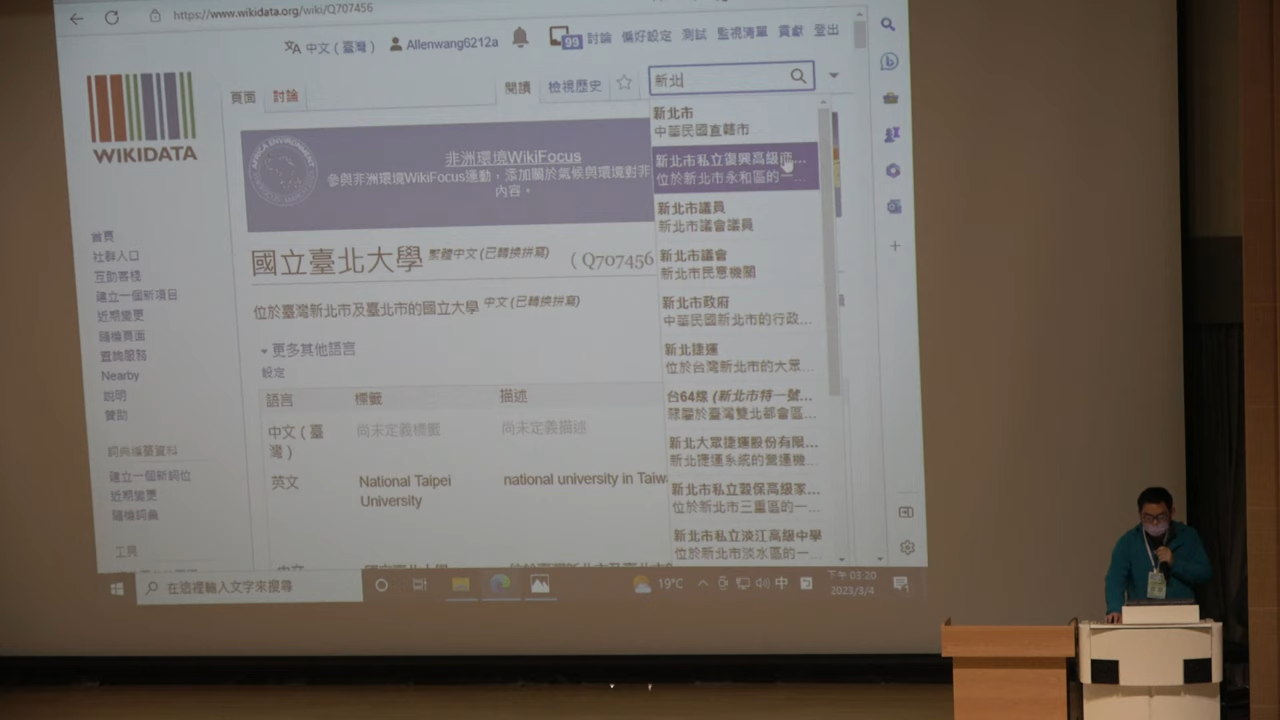 https://www.wikidata.org/wiki/Q707456
中文（臺灣）
Allenwang6212a
99
討論
偏好設定
測試
監視清單
貢獻
登出
WIKIDATA
頁面
討論
閱讀
檢視歷史
新北
非洲環境WikiFocus
參與非洲環境WikiFocus運動，添加關於氣候與環境對非
內容。
新北市
中華民國直轄市
新北市私立復興高級商...
位於新北市永和區的一...
新北市議員
新北市議會議員
新北市議會
新北市民意機關
新北市政府
中華民國新北市的行政...
新北捷運
位於台灣新北市的大眾...
台64線 (新北市特一號...
肆攀於臺灣雙北都會區...
新北大眾捷運股份有限...
新北捷運系統的營運機...
新北市私立穀保高級家...
位於新北市三重區的一...
新北市私立淡江高級中學
位於新北市淡水區的一...
國立臺北大學 繁體中文 (已轉換拼寫) （ Q707456
位於臺灣新北市及臺北市的國立大學 中文 (已轉換拼寫)
更多其他語言
設定
語言 標籤 描述
中文（臺灣） 尚未定義標籤 尚未定義描述
英文 National Taipei University national university in Taiw
首頁
社群入口
互助客棧
建立一個新項目
近期變更
隨機頁面
查詢服務
Nearby
說明
贊助
詞典編纂資料
建立一個新詞位
近期變更
隨機詞彙
工具
在這裡輸入文字來搜尋
19°C
中
下午 03:20
2023/3/4